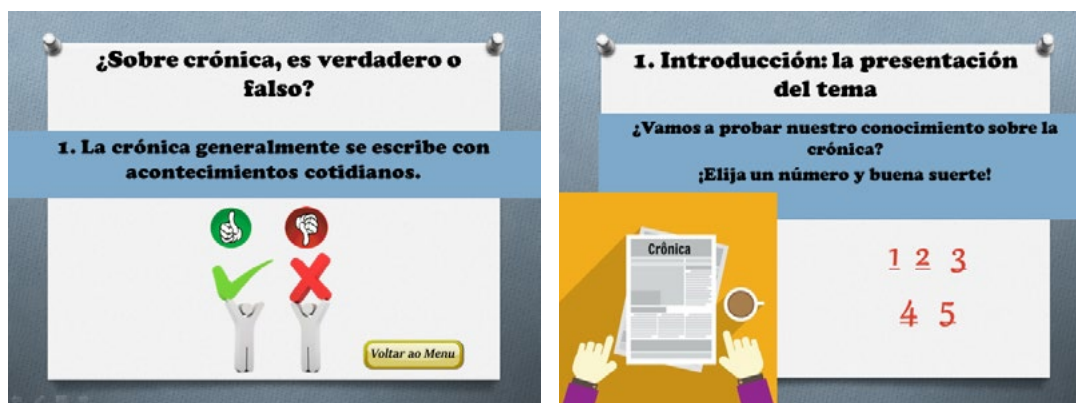 ¿Sobre crónica, es verdadero o
falso?
1. La crónica generalmente se escribe con
acontecimientos cotidianos.
Voltar ao Menu
1. Introducción: la presentación
del tema
¿Vamos a probar nuestro conocimiento sobre la
crónica?
¡Elija un número y buena suerte!
Crônica
1 2 3
4 5